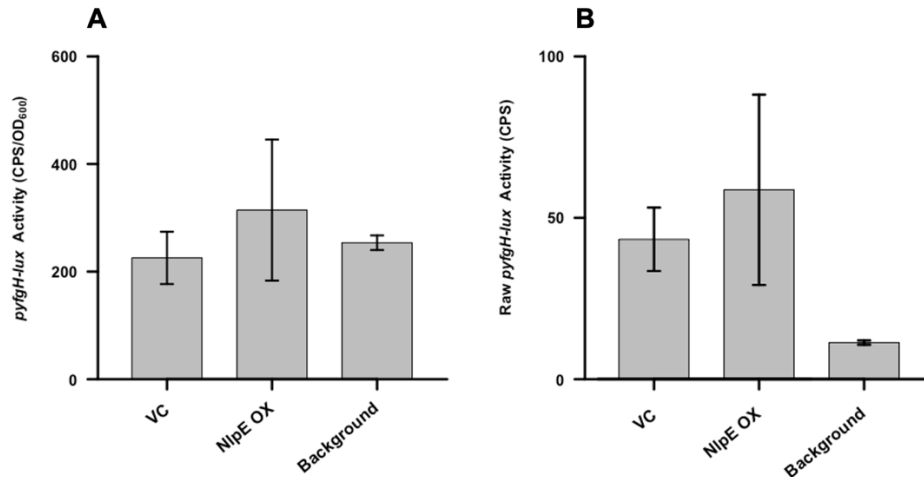 A
pyfgH-lux Activity (CPS/OD600)
600
400
200
0
VC
NlpE OX
Background
B
Raw pyfgH-lux Activity (CPS)
100
50
0
VC
NlpE OX
Background